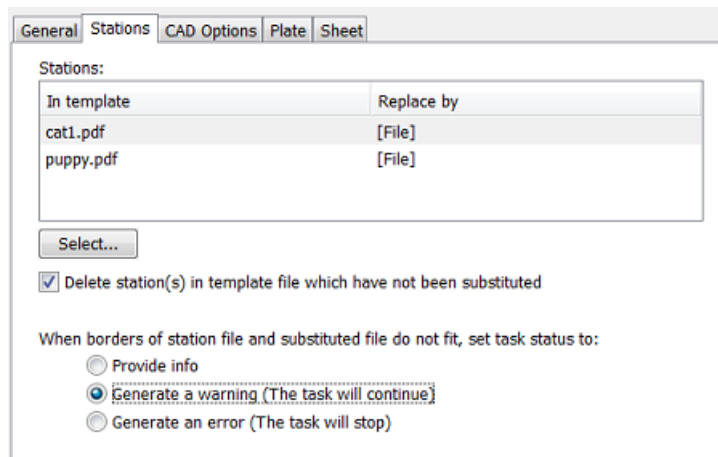 General Stations CAD Options Plate Sheet
Stations:
In template Replace by
cat1.pdf [File]
puppy.pdf [File]
Select...
Delete station(s) in template file which have not been substituted
When borders of station file and substituted file do not fit, set task status to:
Provide info
Generate a warning (The task will continue)
Generate an error (The task will stop)